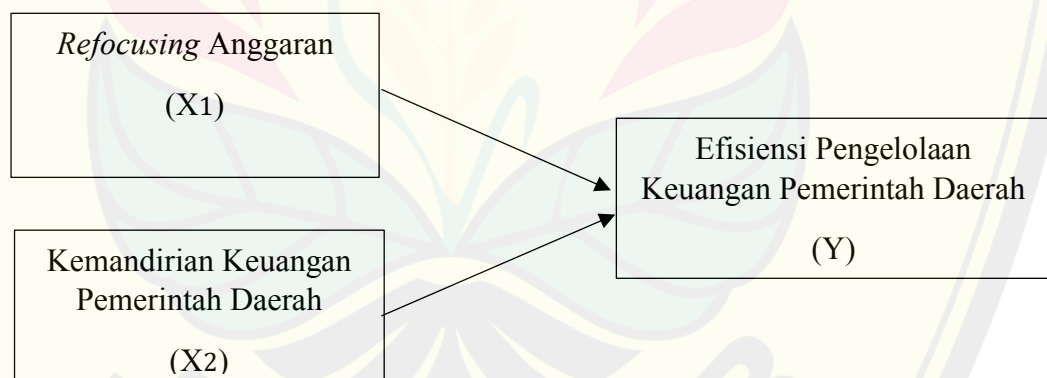 Refocusing Anggaran
(X1)
Efisiensi Pengelolaan
Keuangan Pemerintah Daerah
(Y)
Kemandirian Keuangan
Pemerintah Daerah
(X2)